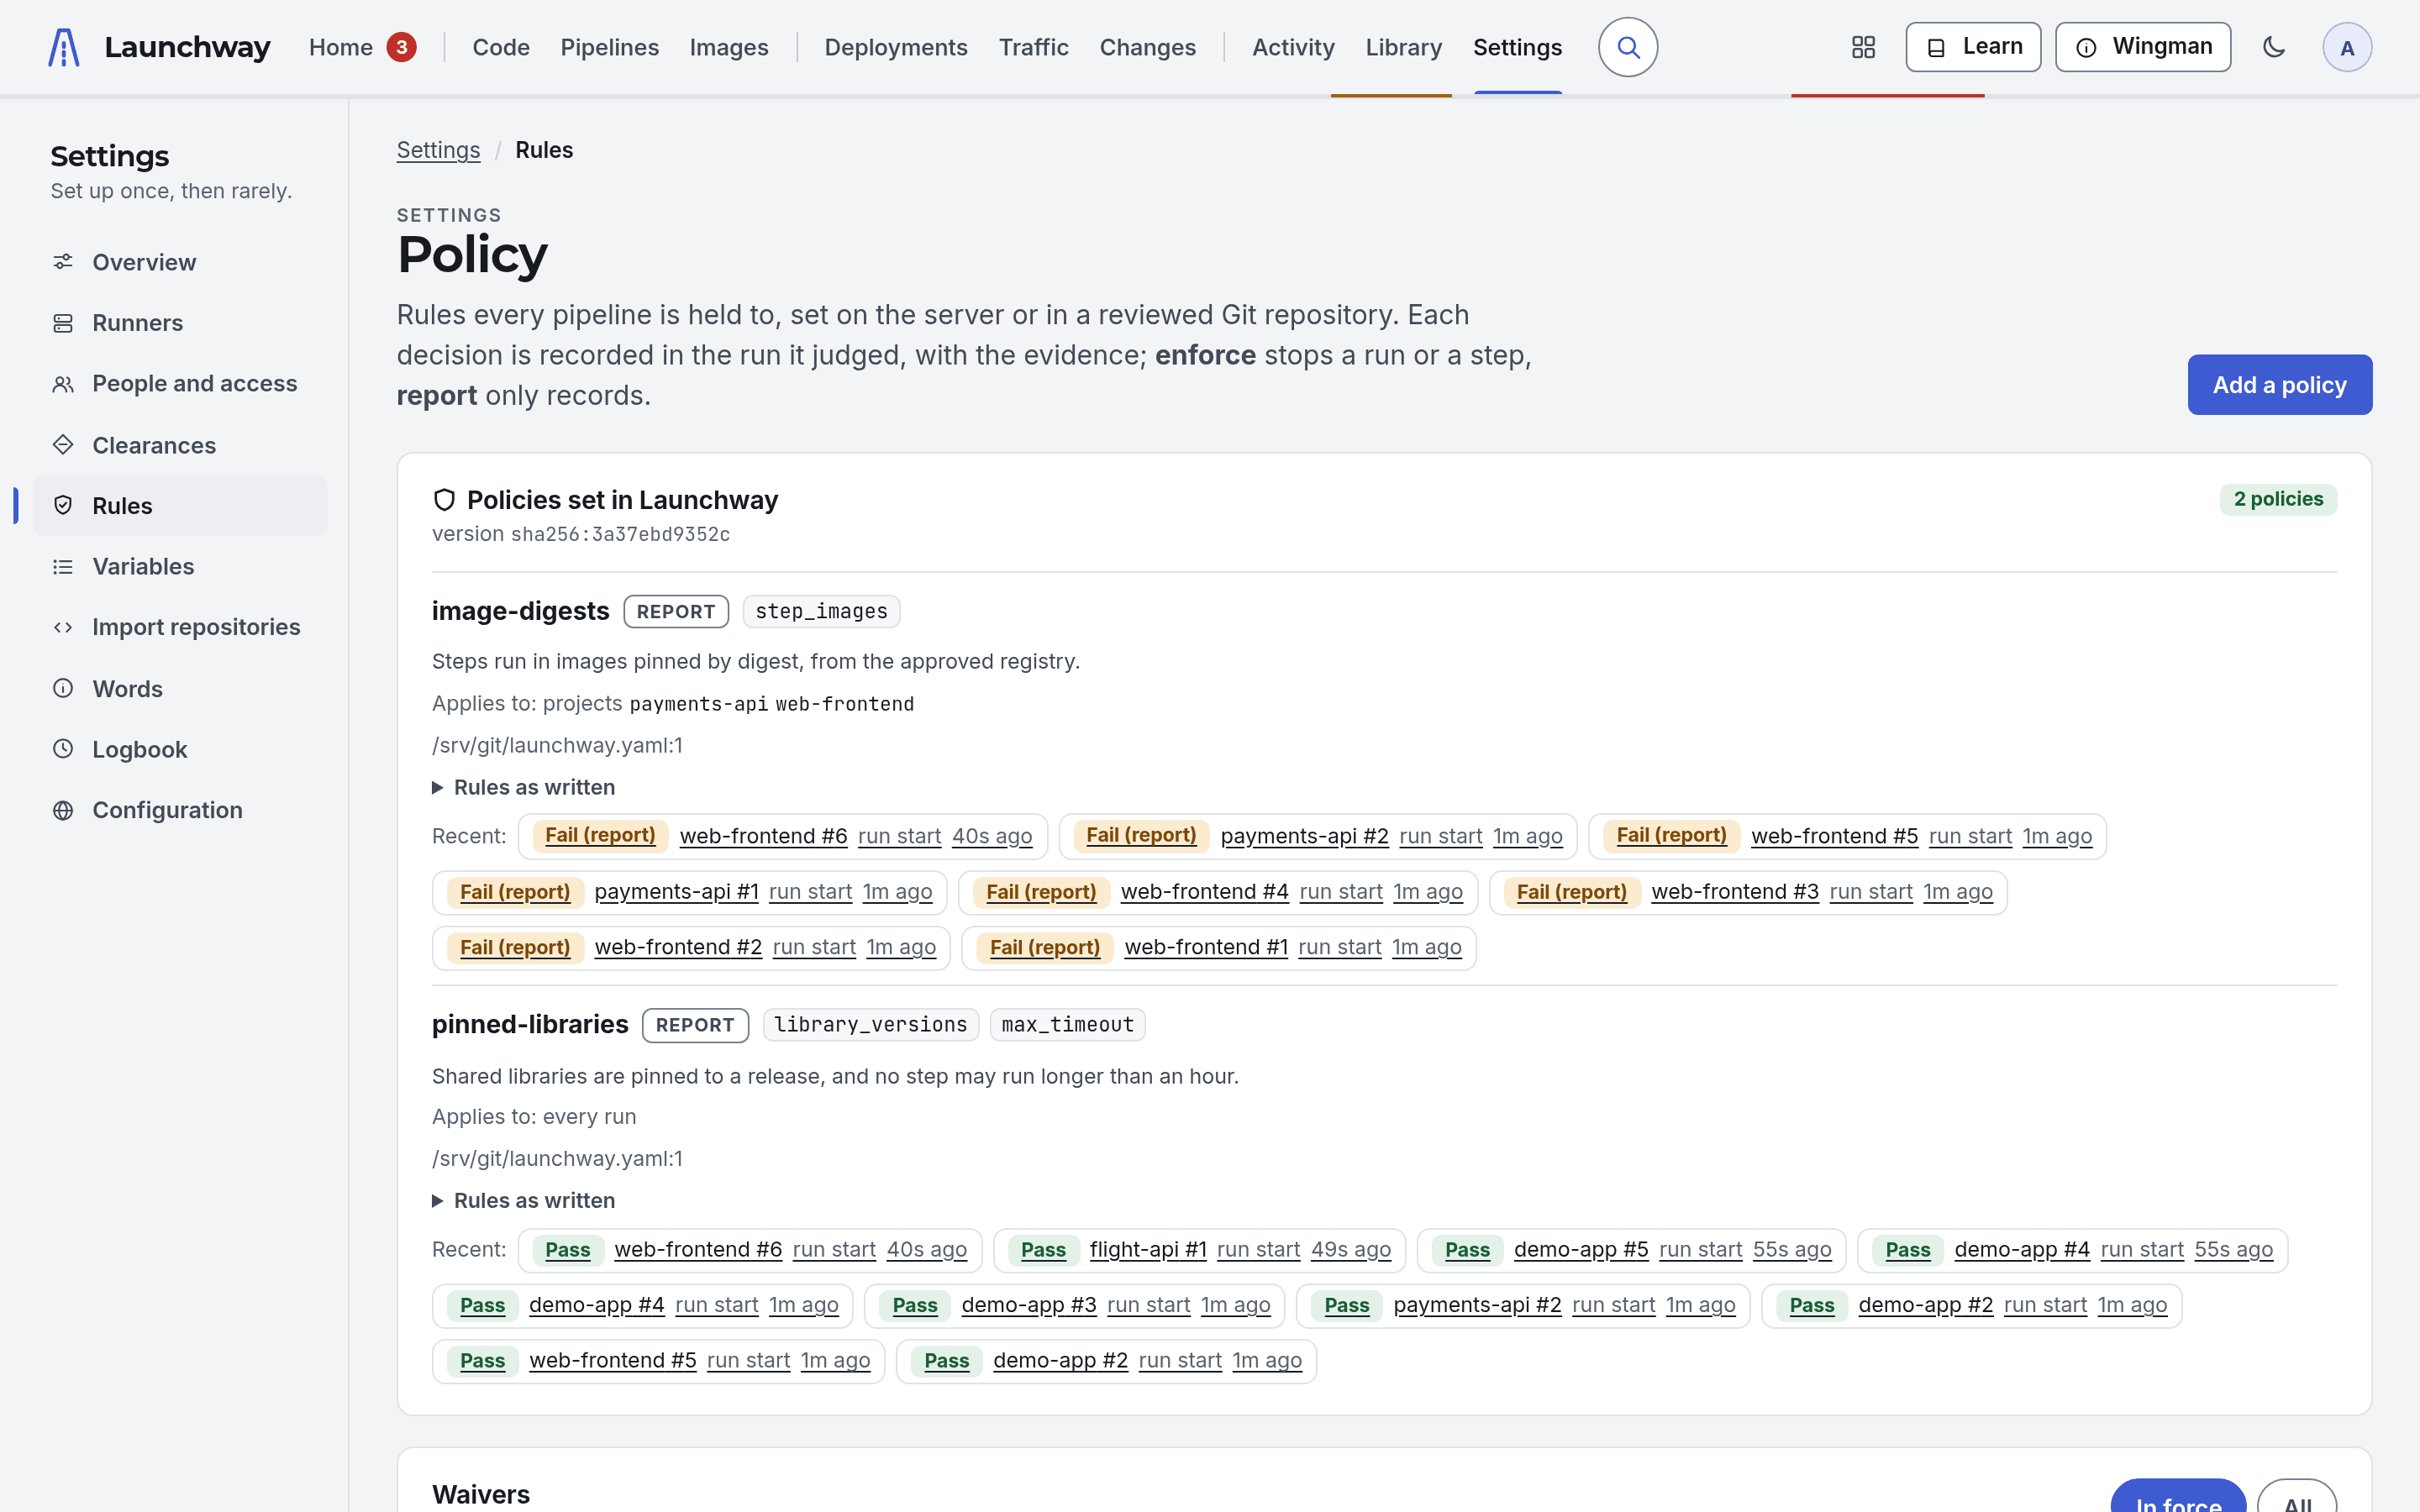 Launchway Home 3 Code Pipelines Images Deployments Traffic Changes Activity Library Settings Learn Wingman A
Settings
Set up once, then rarely.
Overview
Runners
People and access
Clearances
Rules
Variables
Import repositories
Words
Logbook
Configuration
Settings / Rules
SETTINGS
Policy
Rules every pipeline is held to, set on the server or in a reviewed Git repository. Each
decision is recorded in the run it judged, with the evidence; enforce stops a run or a step,
report only records.
Add a policy
Policies set in Launchway
2 policies
version sha256:3a37ebd9352c
image-digests REPORT step_images
Steps run in images pinned by digest, from the approved registry.
Applies to: projects payments-api web-frontend
/srv/git/launchway.yaml:1
Rules as written
Recent: Fail (report) web-frontend #6 run start 40s ago Fail (report) payments-api #2 run start 1m ago Fail (report) web-frontend #5 run start 1m ago
Fail (report) payments-api #1 run start 1m ago Fail (report) web-frontend #4 run start 1m ago Fail (report) web-frontend #3 run start 1m ago
Fail (report) web-frontend #2 run start 1m ago Fail (report) web-frontend #1 run start 1m ago
pinned-libraries REPORT library_versions max_timeout
Shared libraries are pinned to a release, and no step may run longer than an hour.
Applies to: every run
/srv/git/launchway.yaml:1
Rules as written
Recent: Pass web-frontend #6 run start 40s ago Pass flight-api #1 run start 49s ago Pass demo-app #5 run start 55s ago Pass demo-app #4 run start 55s ago
Pass demo-app #4 run start 1m ago Pass demo-app #3 run start 1m ago Pass payments-api #2 run start 1m ago Pass demo-app #2 run start 1m ago
Pass web-frontend #5 run start 1m ago Pass demo-app #2 run start 1m ago
Waivers
In force All